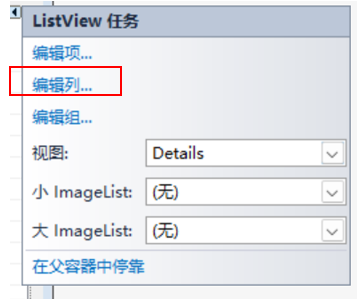 ListView 任务
编辑项...
编辑列...
编辑组...
视图: Details
小 ImageList: (无)
大 ImageList: (无)
在父容器中停靠